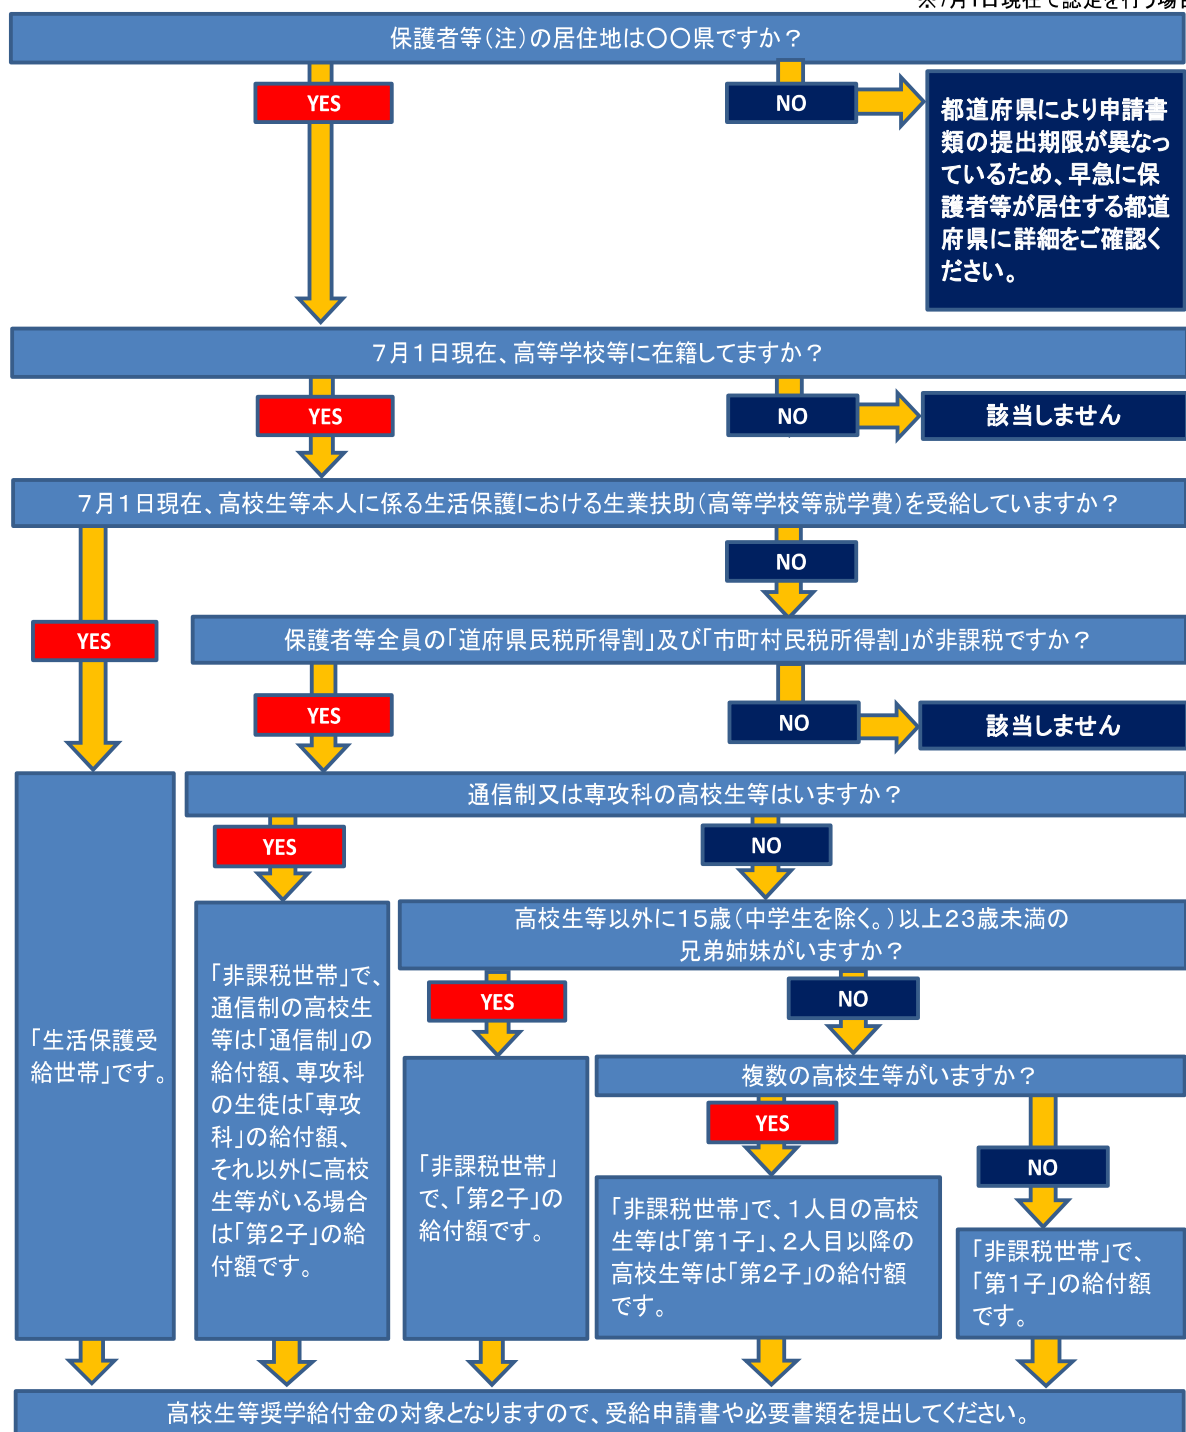 ※7月1日現在で認定を行う場合
保護者等(注)の居住地は〇〇県ですか？
YES
NO
都道府県により申請書
類の提出期限が異なっ
ているため、早急に保
護者等が居住する都道
府県に詳細をご確認く
ださい。
７月１日現在、高等学校等に在籍してますか？
YES
NO
該当しません
７月１日現在、高校生等本人に係る生活保護における生業扶助(高等学校等就学費)を受給していますか？
YES
NO
保護者等全員の「道府県民税所得割」及び「市町村民税所得割」が非課税ですか？
YES
NO
該当しません
通信制又は専攻科の高校生等はいますか？
YES
NO
高校生等以外に１５歳(中学生を除く。)以上２３歳未満の
兄弟姉妹がいますか？
YES
NO
複数の高校生等がいますか？
YES
NO
「生活保護受
給世帯」です。
「非課税世帯」で、
通信制の高校生
等は「通信制」の
給付額、専攻科
の生徒は「専攻
科」の給付額、
それ以外に高校
生等がいる場合
は「第２子」の給
付額です。
「非課税世帯」
で、「第２子」の
給付額です。
「非課税世帯」で、１人目の高校
生等は「第１子」、２人目以降の
高校生等は「第２子」の給付額
です。
「非課税世帯」で、
「第１子」の給付額
です。
高校生等奨学給付金の対象となりますので、受給申請書や必要書類を提出してください。